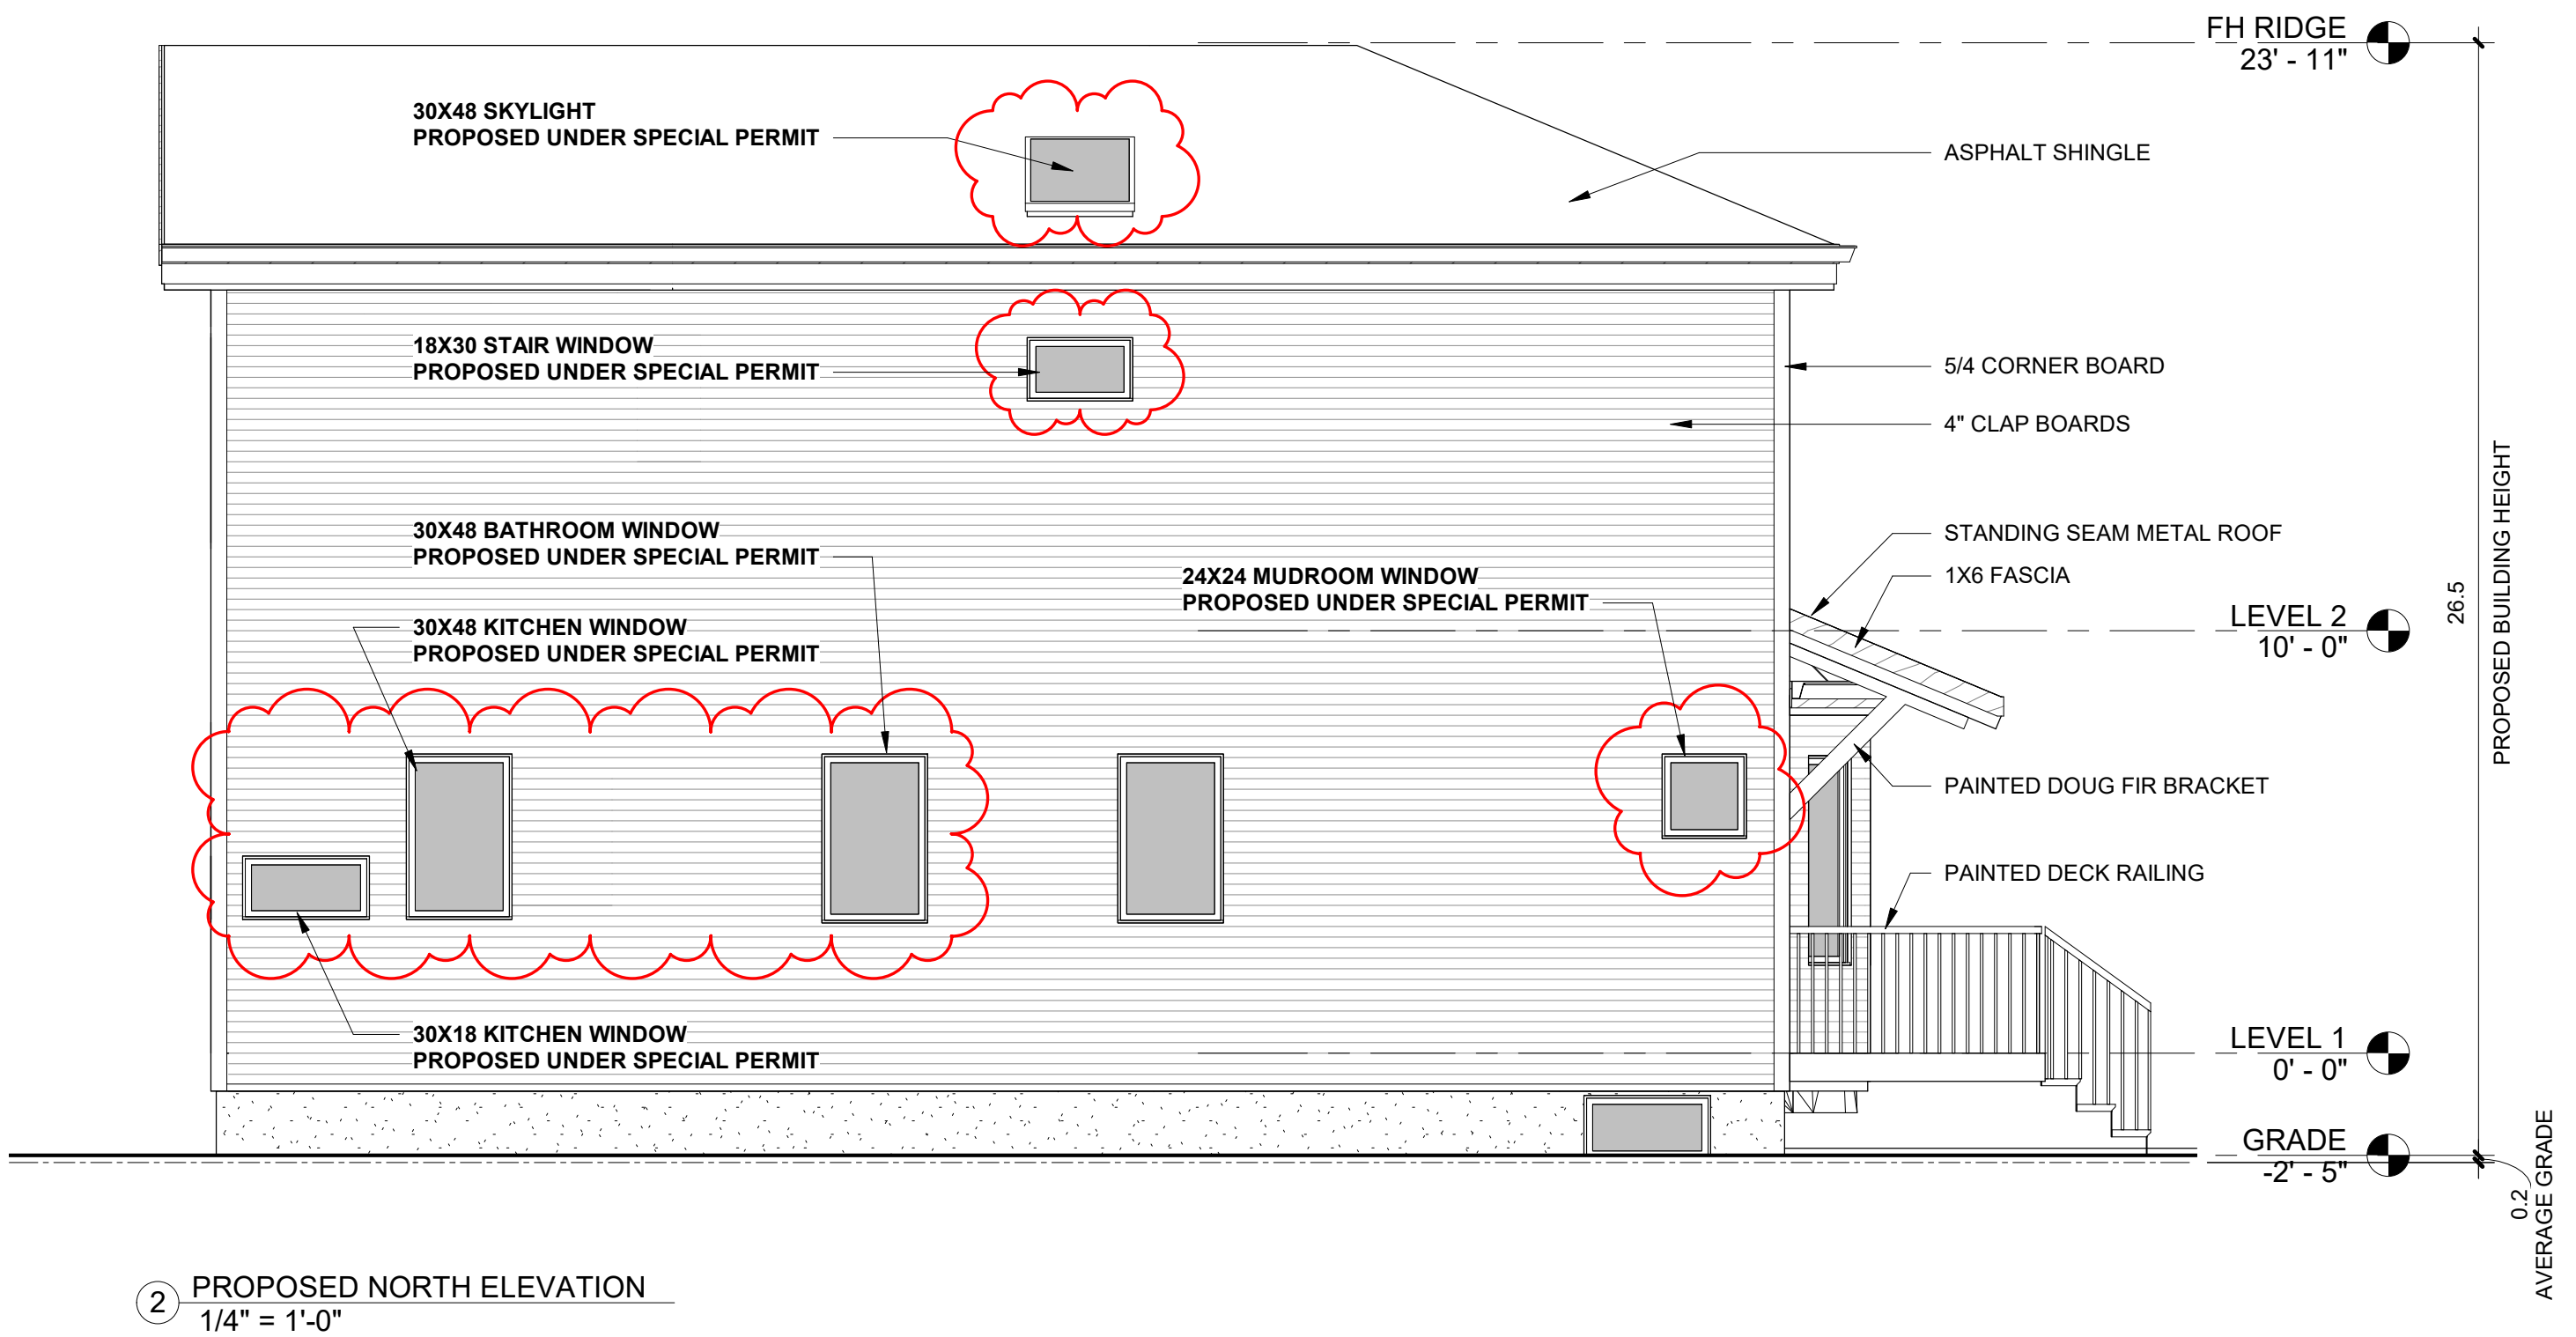 FH RIDGE
23' - 11"
30X48 SKYLIGHT
PROPOSED UNDER SPECIAL PERMIT
ASPHALT SHINGLE
18X30 STAIR WINDOW
PROPOSED UNDER SPECIAL PERMIT
5/4 CORNER BOARD
4" CLAP BOARDS
30X48 BATHROOM WINDOW
PROPOSED UNDER SPECIAL PERMIT
24X24 MUDROOM WINDOW
PROPOSED UNDER SPECIAL PERMIT
STANDING SEAM METAL ROOF
1X6 FASCIA
30X48 KITCHEN WINDOW
PROPOSED UNDER SPECIAL PERMIT
LEVEL 2
10' - 0"
26.5
PROPOSED BUILDING HEIGHT
PAINTED DOUG FIR BRACKET
PAINTED DECK RAILING
30X18 KITCHEN WINDOW
PROPOSED UNDER SPECIAL PERMIT
LEVEL 1
0' - 0"
GRADE
-2' - 5"
0.2
AVERAGE GRADE
2
PROPOSED NORTH ELEVATION
1/4" = 1'-0"